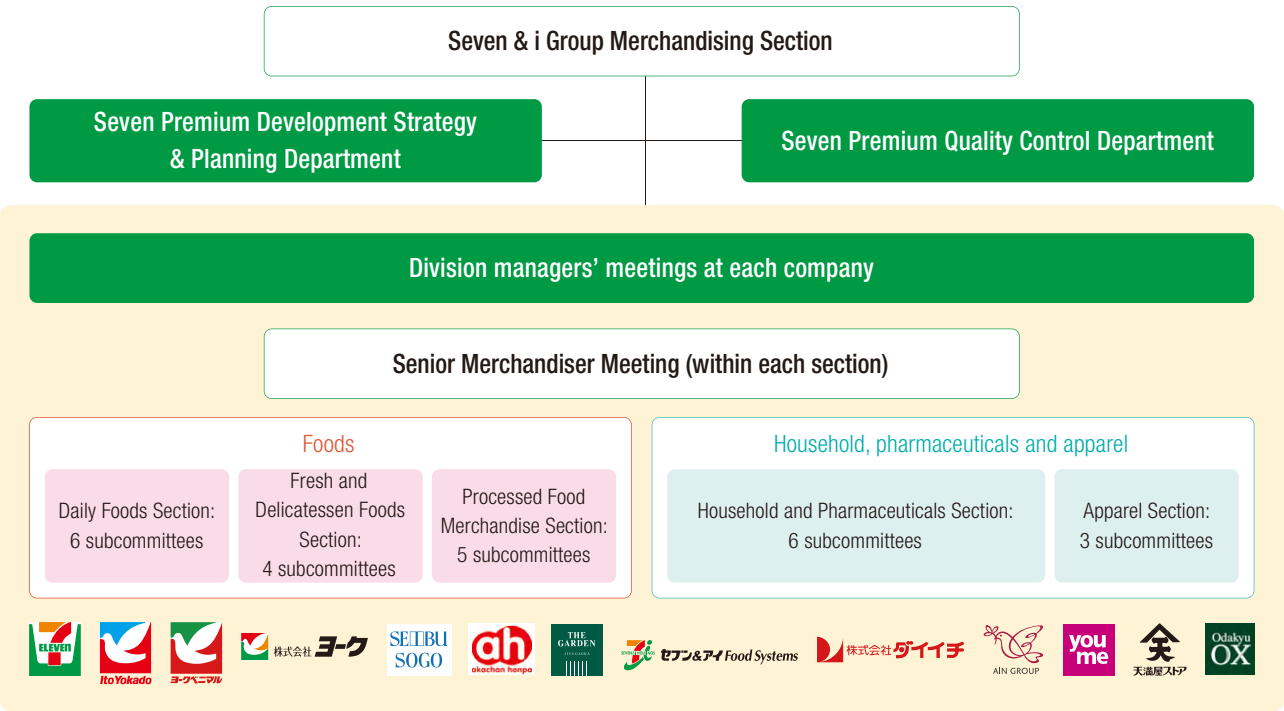 Seven & i Group Merchandising Section
Seven Premium Development Strategy
& Planning Department
Seven Premium Quality Control Department
Division managers’ meetings at each company
Senior Merchandiser Meeting (within each section)
Foods
Daily Foods Section:
6 subcommittees
Fresh and
Delicatessen Foods
Section:
4 subcommittees
Processed Food
Merchandise Section:
5 subcommittees
Household, pharmaceuticals and apparel
Household and Pharmaceuticals Section:
6 subcommittees
Apparel Section:
3 subcommittees
7 ELEVEN
Ito Yokado
ヨークベニマル
株式会社 ヨーク
SEIBU
SOGO
ah
akachan honpo
THE
GARDEN
セブン&アイ Food Systems
株式会社ダイイチ
AIN GROUP
you
me
天満屋ストア
Odakyu
OX